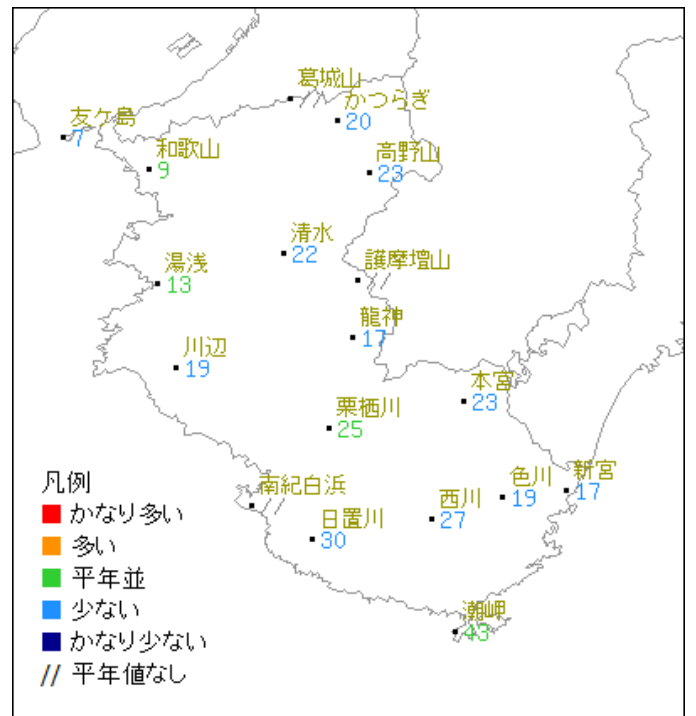 葛城山
//
かつらぎ
20
友ケ島
7
和歌山
9
高野山
23
清水
22
護摩壇山
//
湯浅
13
龍神
17
川辺
19
本宮
23
栗栖川
25
南紀白浜
//
日置川
30
西川
27
色川
19
新宮
17
潮岬
43
凡例
かなり多い
多い
平年並
少ない
かなり少ない
// 平年値なし